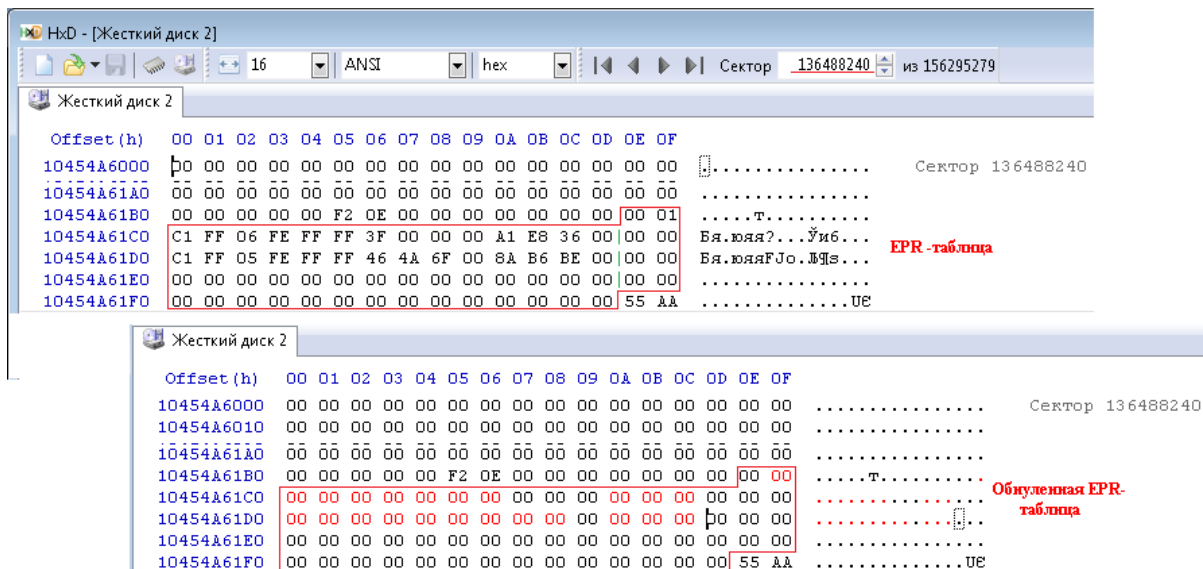 HxD - [Жесткий диск 2]
16 ANSI hex Сектор 136488240 из 156295279
Жесткий диск 2
Offset(h) 00 01 02 03 04 05 06 07 08 09 0A 0B 0C 0D 0E 0F
10454A6000 00 00 00 00 00 00 00 00 00 00 00 00 00 00 00 00 ................ Сектор 136488240
10454A61A0 00 00 00 00 00 00 00 00 00 00 00 00 00 00 00 00 ................
10454A61B0 00 00 00 00 00 F2 0E 00 00 00 00 00 00 00 00 01 .....т..........
10454A61C0 C1 FF 06 FE FF FF 3F 00 00 00 A1 E8 36 00 00 00 Бя.юяя?...Ўи6...
EPR -таблица
10454A61D0 C1 FF 05 FE FF FF 46 4A 6F 00 8A B6 BE 00 00 00 Бя.юяяFJo.Љ¶ѕ...
10454A61E0 00 00 00 00 00 00 00 00 00 00 00 00 00 00 00 00 ................
10454A61F0 00 00 00 00 00 00 00 00 00 00 00 00 00 00 55 AA ..............UЄ
Жесткий диск 2
Offset(h) 00 01 02 03 04 05 06 07 08 09 0A 0B 0C 0D 0E 0F
10454A6000 00 00 00 00 00 00 00 00 00 00 00 00 00 00 00 00 ................ Сектор 136488240
10454A6010 00 00 00 00 00 00 00 00 00 00 00 00 00 00 00 00 ................
10454A61A0 00 00 00 00 00 00 00 00 00 00 00 00 00 00 00 00 ................
10454A61B0 00 00 00 00 00 F2 0E 00 00 00 00 00 00 00 00 00 .....т..........
10454A61C0 00 00 00 00 00 00 00 00 00 00 00 00 00 00 00 00 ................
Обнуленная EPR-
таблица
10454A61D0 00 00 00 00 00 00 00 00 00 00 00 00 00 00 00 00 ................
10454A61E0 00 00 00 00 00 00 00 00 00 00 00 00 00 00 00 00 ................
10454A61F0 00 00 00 00 00 00 00 00 00 00 00 00 00 00 55 AA ..............UЄ